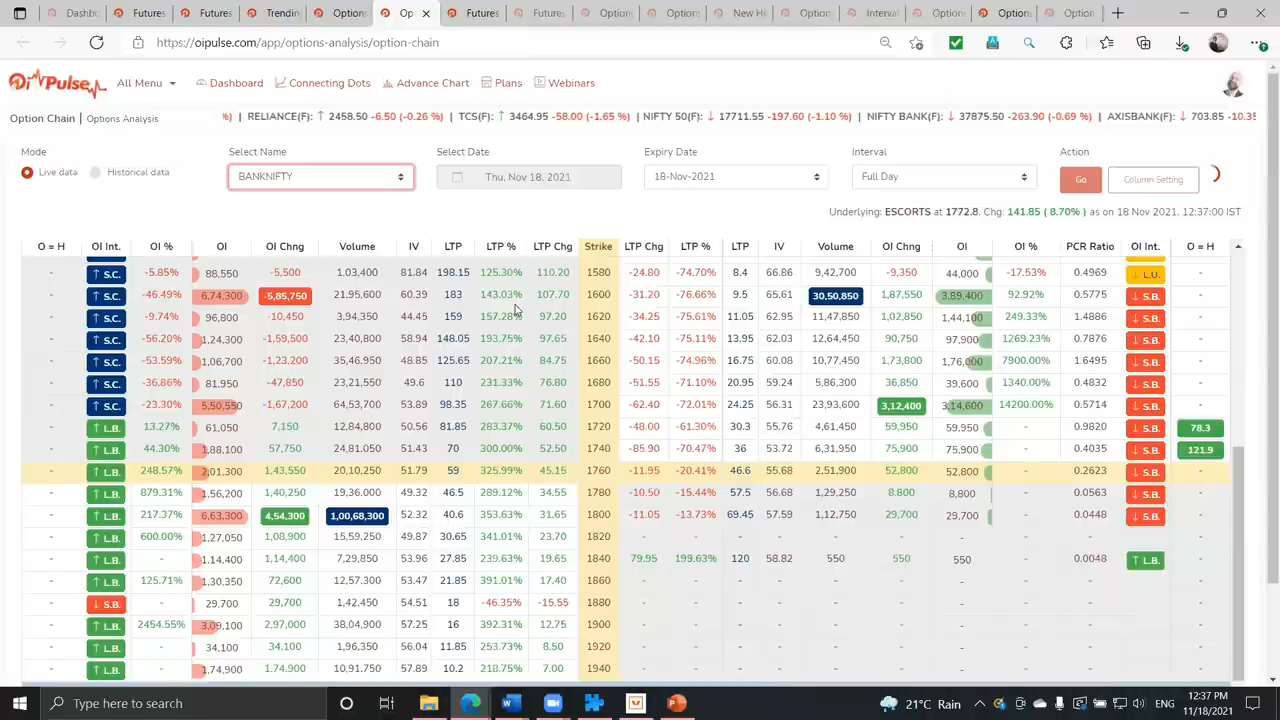 Dashb
Futures
Futures
Trending
Options
Op
Futures
Futures
Options
Options
New Hi
Option
Interval
Option
Options
Option
https://oipulse.com/app/options-analysis/option-chain
Oi Pulse All Menu Dashboard Connecting Dots Advance Chart Plans Webinars
Option Chain | Options Analysis %) | RELIANCE(F): ↑ 2458.50 -6.50 (-0.26 %) | TCS(F): ↑ 3464.95 -58.00 (-1.65 %) | NIFTY 50(F): ↓ 17711.55 -197.60 (-1.10 %) | NIFTY BANK(F): ↓ 37875.50 -263.90 (-0.69 %) | AXISBANK(F): ↓ 703.85 -10.35
Mode Select Name Select Date Expiry Date Interval Action
Live data Historical data BANKNIFTY Thu, Nov 18, 2021 18-Nov-2021 Full Day Go Column Setting
Underlying: ESCORTS at 1772.8, Chg: 141.85 ( 8.70%) as on 18 Nov 2021, 12:37:00 IST
O = H OI Int. OI % OI OI Chng Volume IV LTP LTP % LTP Chg Strike LTP Chg LTP % LTP IV Volume OI Chng OI OI % PCR Ratio OI Int. O = H
- ↑ S.C. -5.85% 88,550 -5,500 1,03,400 81.84 198.15 125.30% 110.20 1580 -24.80 -74.70% 8.4 66.86 9,42,700 -9,350 44,000 -17.53% 0.4969 ↓ L.U. -
- ↑ S.C. -46.49% 6,74,300 -5,85,750 21,95,600 60.39 183 143.03% 107.70 1600 -31.20 -76.66% 9.5 65.61 30,50,850 1,87,550 3,89,400 92.92% 0.5775 ↓ S.B. -
- ↑ S.C. -9.74% 96,800 -10,450 3,94,350 44.45 159 157.28% 97.20 1620 -34.25 -75.61% 11.05 62.95 11,47,850 1,02,850 1,44,100 249.33% 1.4886 ↓ S.B. -
- ↑ S.C. -56.20% 1,24,300 -1,59,500 23,40,800 58.94 148.05 193.75% 97.65 1640 -42.10 -75.11% 13.95 62.03 12,64,450 90,750 97,900 1269.23% 0.7876 ↓ S.B. -
- ↑ S.C. -53.59% 1,06,700 -1,23,200 35,46,950 48.85 125.65 207.21% 84.75 1660 -50.15 -74.96% 16.75 60.08 10,77,450 1,73,800 1,76,000 7900.00% 1.6495 ↓ S.B. -
- ↑ S.C. -36.86% 81,950 -47,850 23,21,550 49.6 110 231.33% 76.80 1680 -51.55 -71.10% 20.95 59.24 5,86,300 36,850 39,600 1340.00% 0.4832 ↓ S.B. -
- ↑ S.C. -23.30% 5,50,550 -1,67,200 64,53,700 53.89 98.35 267.66% 71.60 1700 -62.40 -72.01% 24.25 56.31 23,93,600 3,12,400 3,14,600 14200.00% 0.5714 ↓ S.B. -
- ↑ L.B. 13.27% 61,050 7,150 12,84,800 50.56 81.85 283.37% 60.50 1720 -48.00 -61.30% 30.3 55.76 4,61,450 59,950 59,950 - 0.9820 ↓ S.B. 78.3
- ↑ L.B. 44.30% 1,88,100 57,750 24,81,050 51.43 70 300.00% 52.50 1740 -85.90 -70.47% 36 53.72 6,31,950 75,900 75,900 - 0.4035 ↓ S.B. 121.9
- ↑ L.B. 248.57% 2,01,300 1,43,550 20,10,250 51.79 59 325.99% 45.15 1760 -11.95 -20.41% 46.6 55.68 2,51,900 52,800 52,800 - 0.2623 ↓ S.B. -
- ↑ L.B. 879.31% 1,56,200 1,40,250 19,36,000 49.32 46.5 289.12% 34.55 1780 -10.50 -15.44% 57.5 56.68 1,29,250 8,800 8,800 - 0.0563 ↓ S.B. -
- ↑ L.B. 217.37% 6,63,300 4,54,300 1,00,68,300 52.32 40.6 353.63% 31.65 1800 -11.05 -13.73% 69.45 57.59 1,12,750 29,700 29,700 - 0.0448 ↓ S.B. -
- ↑ L.B. 600.00% 1,27,050 1,08,900 15,59,250 49.87 30.65 341.01% 23.70 1820 - - - - - - - - - - -
- ↑ L.B. - 1,14,400 1,14,400 7,29,850 53.96 27.85 239.63% 19.65 1840 79.95 199.63% 120 58.82 550 550 550 - 0.0048 ↑ L.B. -
- ↑ L.B. 125.71% 1,30,350 72,600 12,57,300 53.47 21.85 391.01% 17.40 1860 - - - - - - - - - - -
- ↓ S.B. - 29,700 29,700 1,42,450 54.51 18 -46.35% -15.55 1880 - - - - - - - - - - -
- ↑ L.B. 2454.55% 3,09,100 2,97,000 38,04,900 57.25 16 392.31% 12.75 1900 - - - - - - - - - - -
- ↑ L.B. - 34,100 34,100 1,96,350 56.04 11.85 253.73% 8.50 1920 - - - - - - - - - - -
- ↑ L.B. - 1,74,900 1,74,900 10,91,750 57.89 10.2 218.75% 7.00 1940 - - - - - - - - - - -
Type here to search 21°C Rain ENG 12:37 PM
11/18/2021